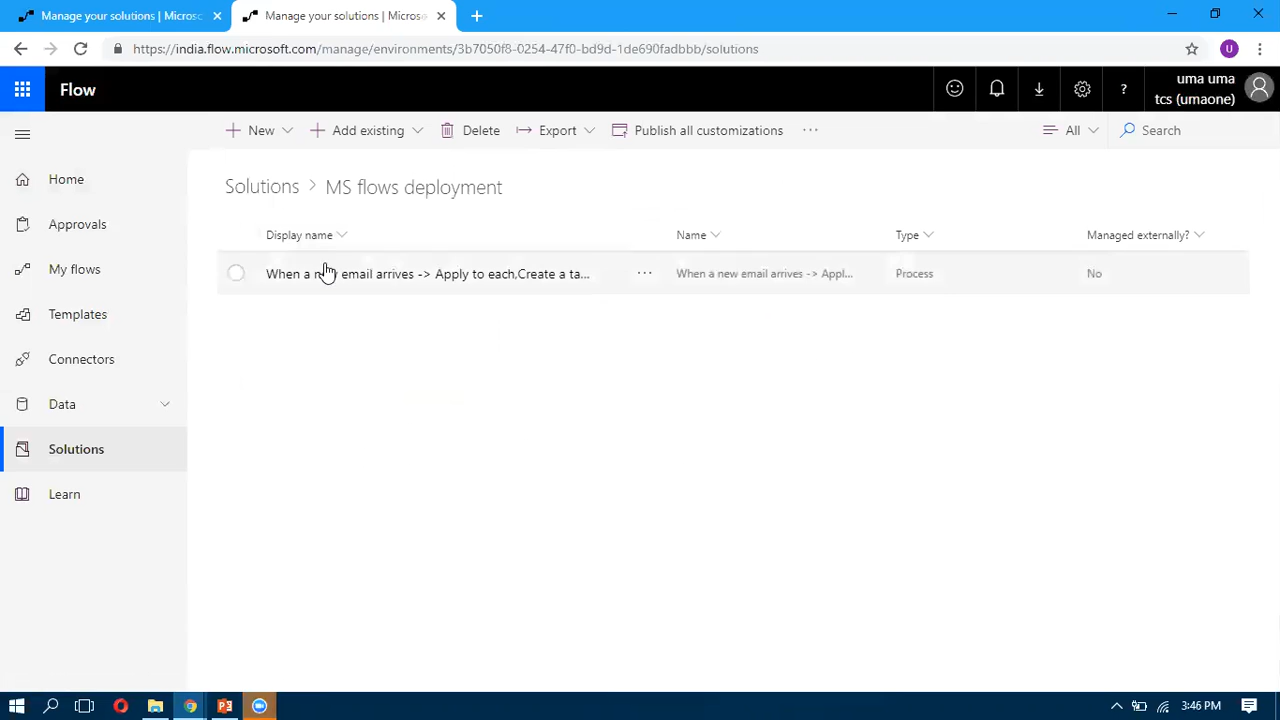 Manage your solutions | Microsc
Manage your solutions | Microso
https://india.flow.microsoft.com/manage/environments/3b7050f8-0254-47f0-bd9d-1de690fadbbb/solutions
U
Flow
?
uma uma
tcs (umaone)
New
Add existing
Delete
Export
Publish all customizations
All
Search
Home
Approvals
My flows
Templates
Connectors
Data
Solutions
Learn
Solutions > MS flows deployment
Display name
Name
Type
Managed externally?
When a new email arrives -> Apply to each,Create a ta...
When a new email arrives -> Appl...
Process
No
3:46 PM